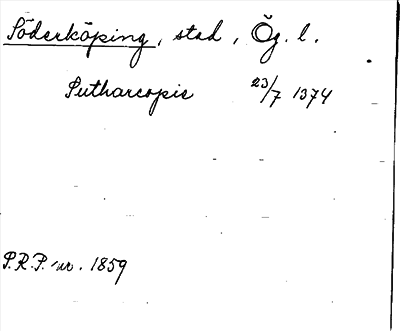 Söderköping, stad, Ög. l.
Sutharcopie 23/7 1374
P.R.P. nr. 1859